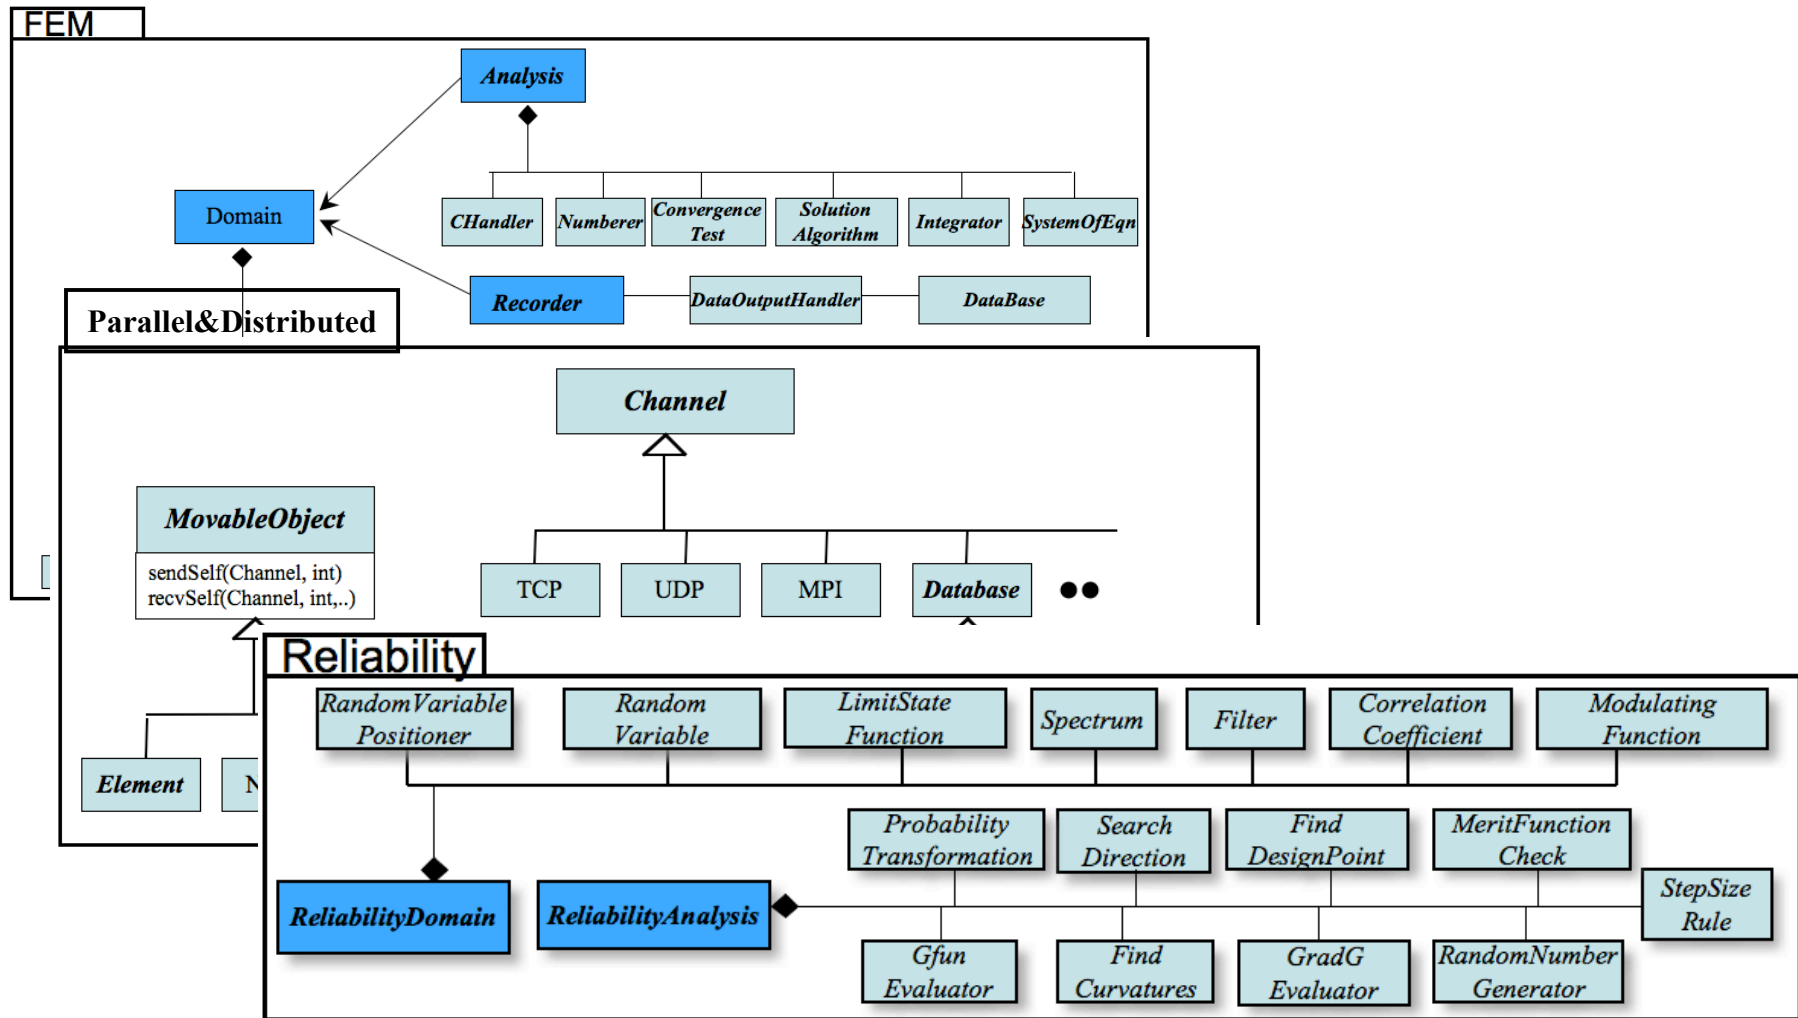 FEM
Analysis
Domain
CHandler
Numberer
Convergence
Test
Solution
Algorithm
Integrator
SystemOfEqn
Recorder
DataOutputHandler
DataBase
Parallel&Distributed
Channel
MovableObject
sendSelf(Channel, int)
recvSelf(Channel, int,..)
TCP
UDP
MPI
Database
Element
N
Reliability
RandomVariable
Positioner
Random
Variable
LimitState
Function
Spectrum
Filter
Correlation
Coefficient
Modulating
Function
Probability
Transformation
Search
Direction
Find
DesignPoint
MeritFunction
Check
StepSize
Rule
ReliabilityDomain
ReliabilityAnalysis
Gfun
Evaluator
Find
Curvatures
GradG
Evaluator
RandomNumber
Generator